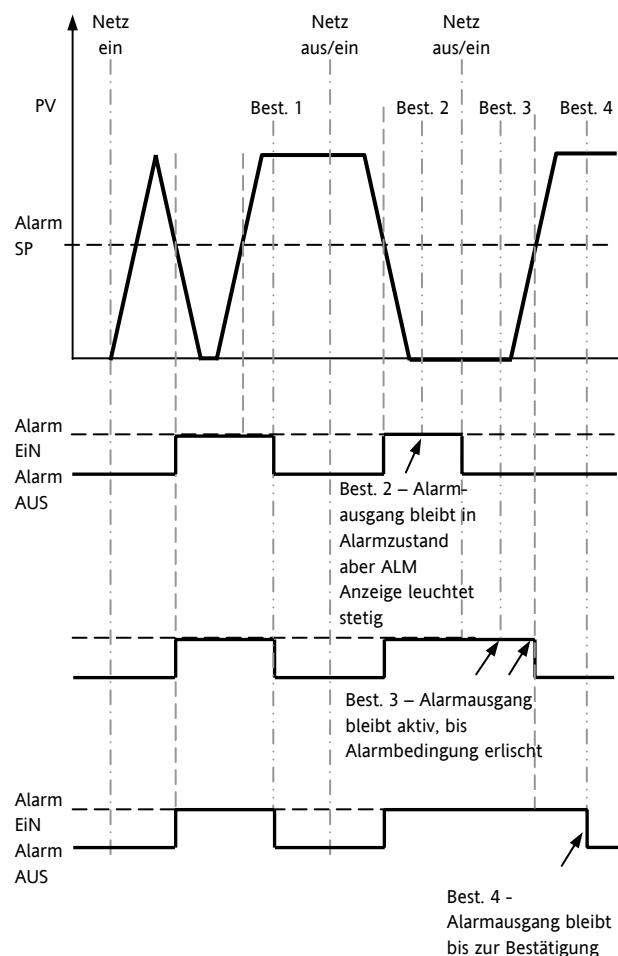 Netz
ein
Netz
aus/ein
Netz
aus/ein
PV
Best. 1
Best. 2
Best. 3
Best. 4
Alarm
SP
Alarm
EiN
Alarm
AUS
Best. 2 – Alarm-
ausgang bleibt in
Alarmzustand
aber ALM
Anzeige leuchtet
stetig
Best. 3 – Alarmausgang
bleibt aktiv, bis
Alarmbedingung erlischt
Alarm
EiN
Alarm
AUS
Best. 4 -
Alarmausgang bleibt
bis zur Bestätigung